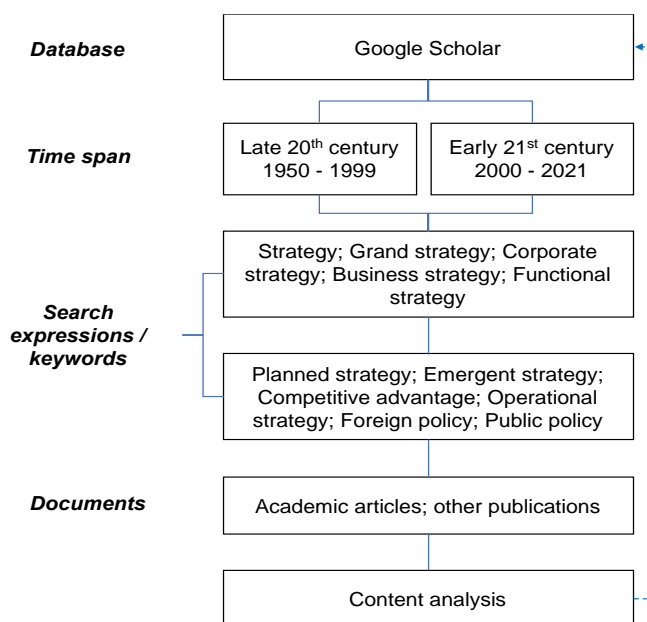 Database
Google Scholar
Time span
Late 20th century
1950 - 1999
Early 21st century
2000 - 2021
Search
expressions /
keywords
Strategy; Grand strategy; Corporate
strategy; Business strategy; Functional
strategy
Planned strategy; Emergent strategy;
Competitive advantage; Operational
strategy; Foreign policy; Public policy
Documents
Academic articles; other publications
Content analysis